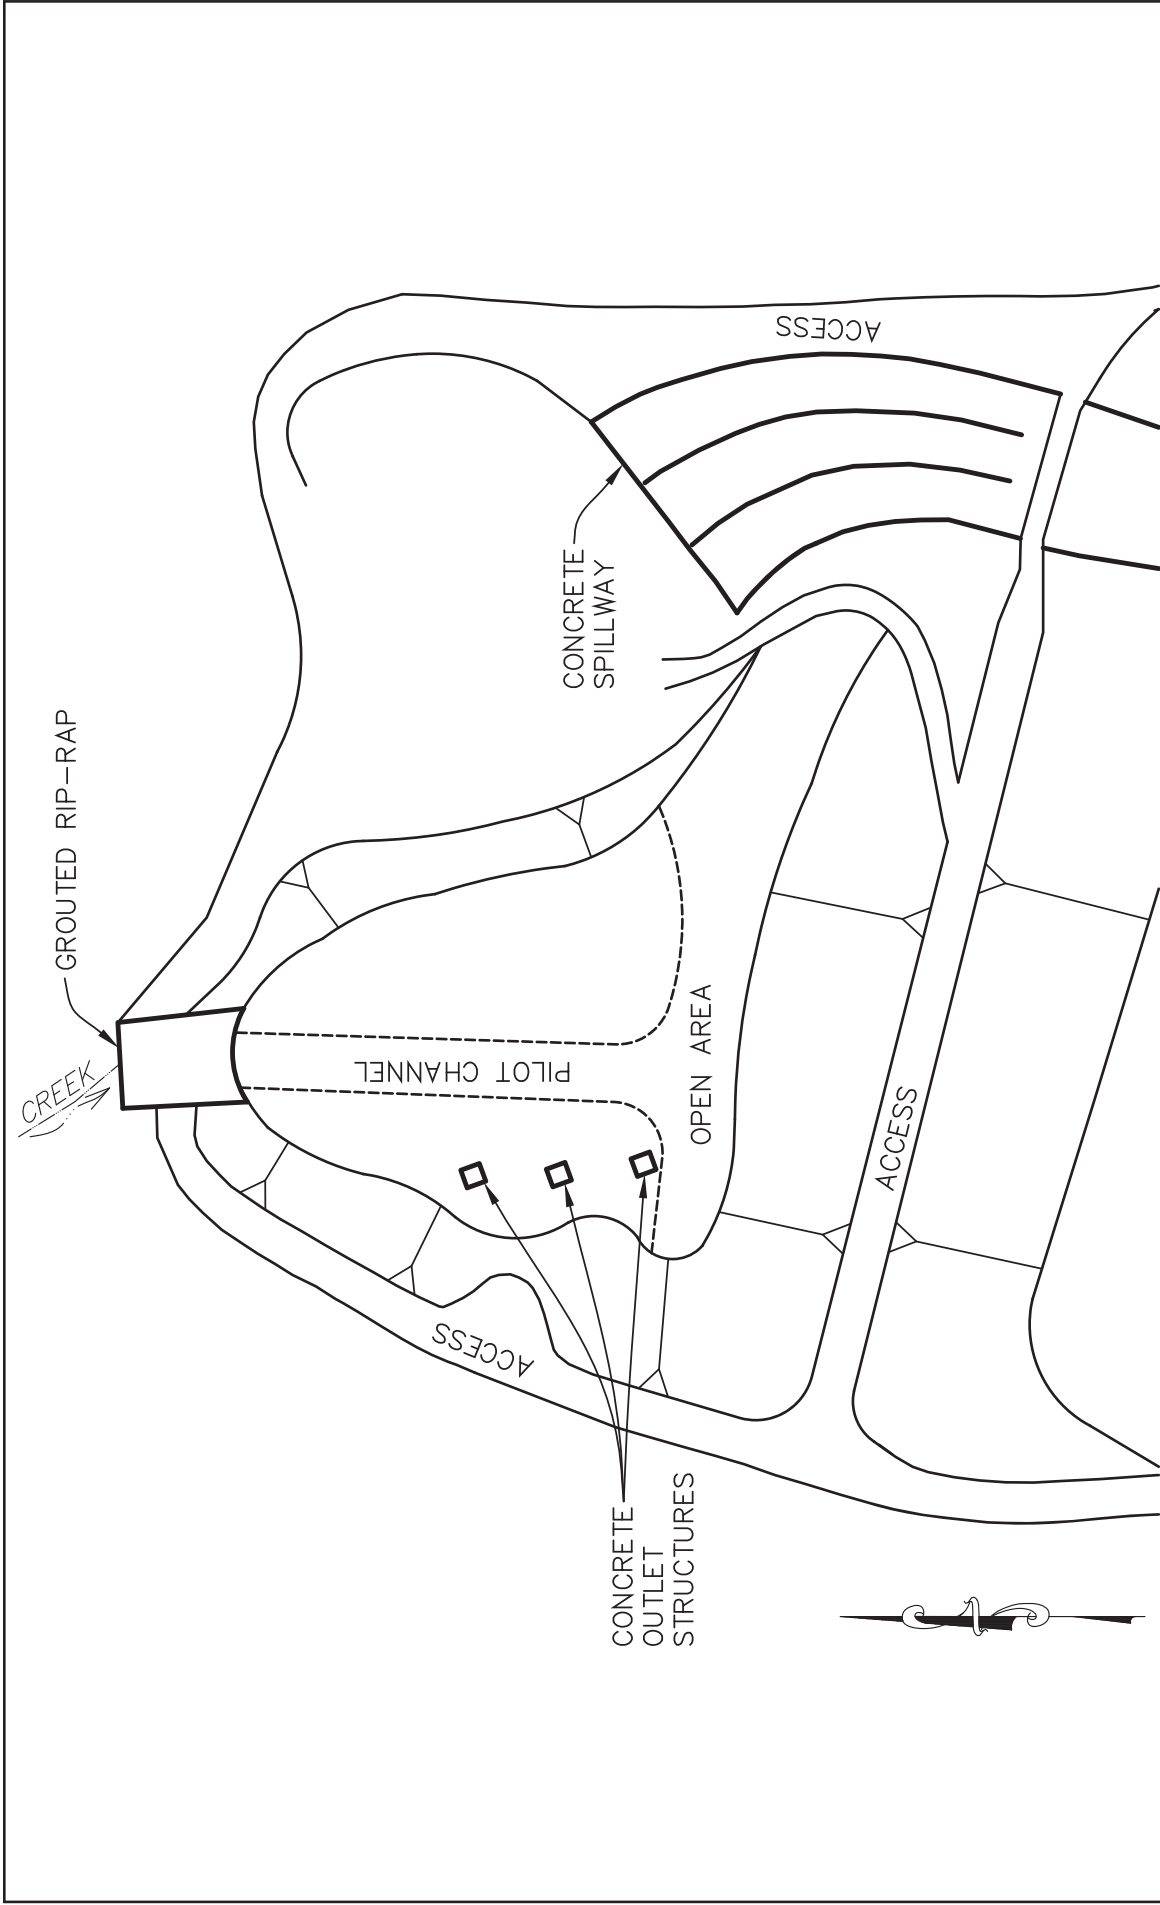 CREEK
GROUTED RIP-RAP
ACCESS
CONCRETE
SPILLWAY
PILOT CHANNEL
OPEN AREA
ACCESS
ACCESS
CONCRETE
OUTLET
STRUCTURES
N